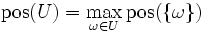 pos(U) = max_{ω∈U} pos({ω})